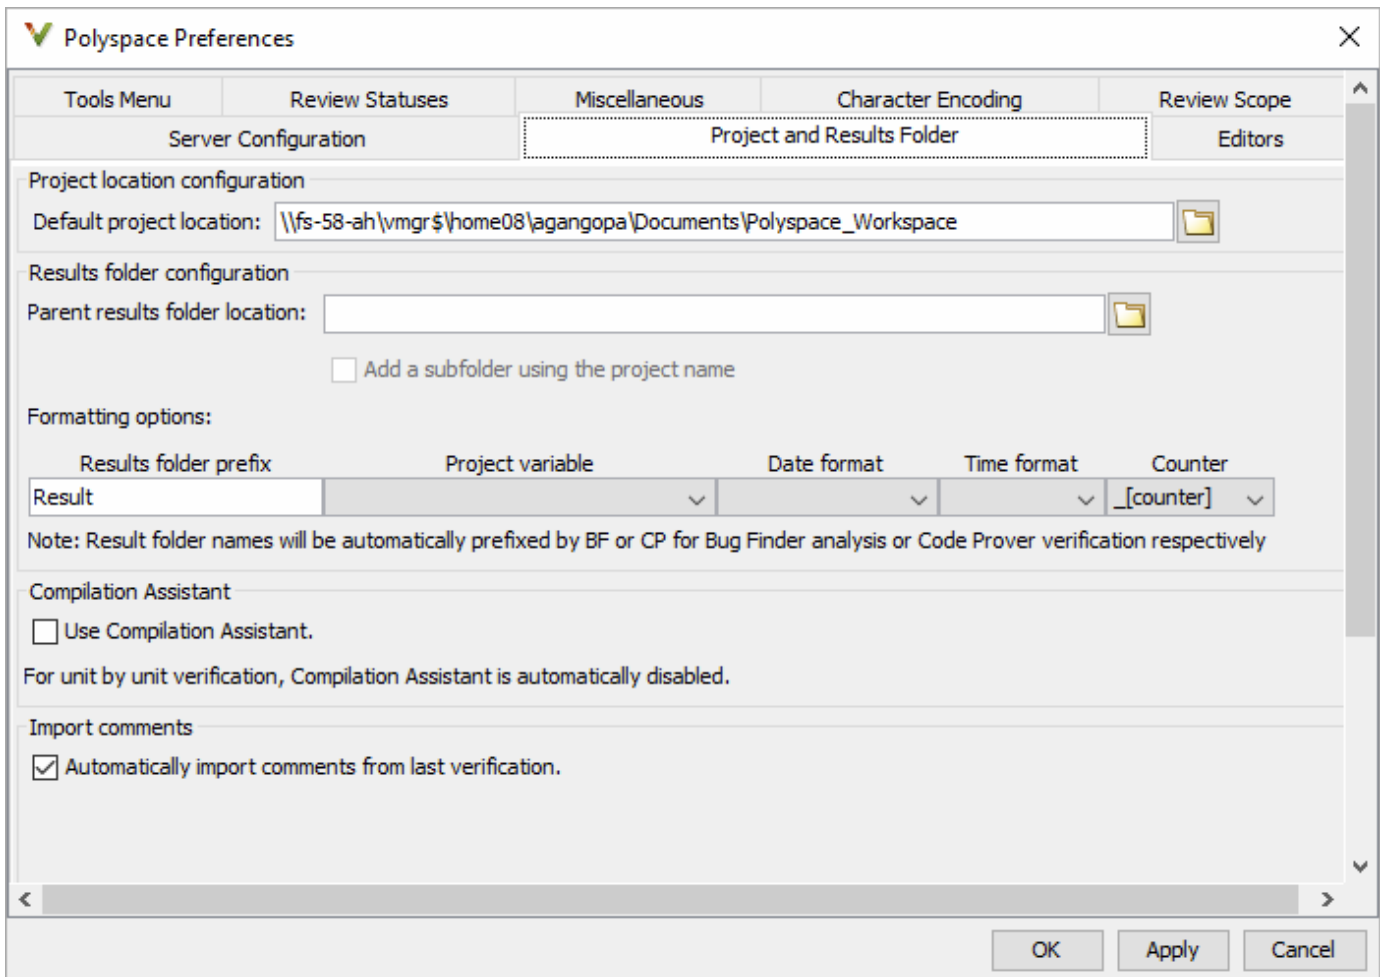 Polyspace Preferences
Tools Menu Review Statuses Miscellaneous Character Encoding Review Scope
Server Configuration Project and Results Folder Editors
Project location configuration
Default project location: \\fs-58-ah\vmgr$\home08\agangopa\Documents\Polyspace_Workspace
Results folder configuration
Parent results folder location:
Add a subfolder using the project name
Formatting options:
Results folder prefix Project variable Date format Time format Counter
Result _[counter]
Note: Result folder names will be automatically prefixed by BF or CP for Bug Finder analysis or Code Prover verification respectively
Compilation Assistant
Use Compilation Assistant.
For unit by unit verification, Compilation Assistant is automatically disabled.
Import comments
Automatically import comments from last verification.
OK Apply Cancel